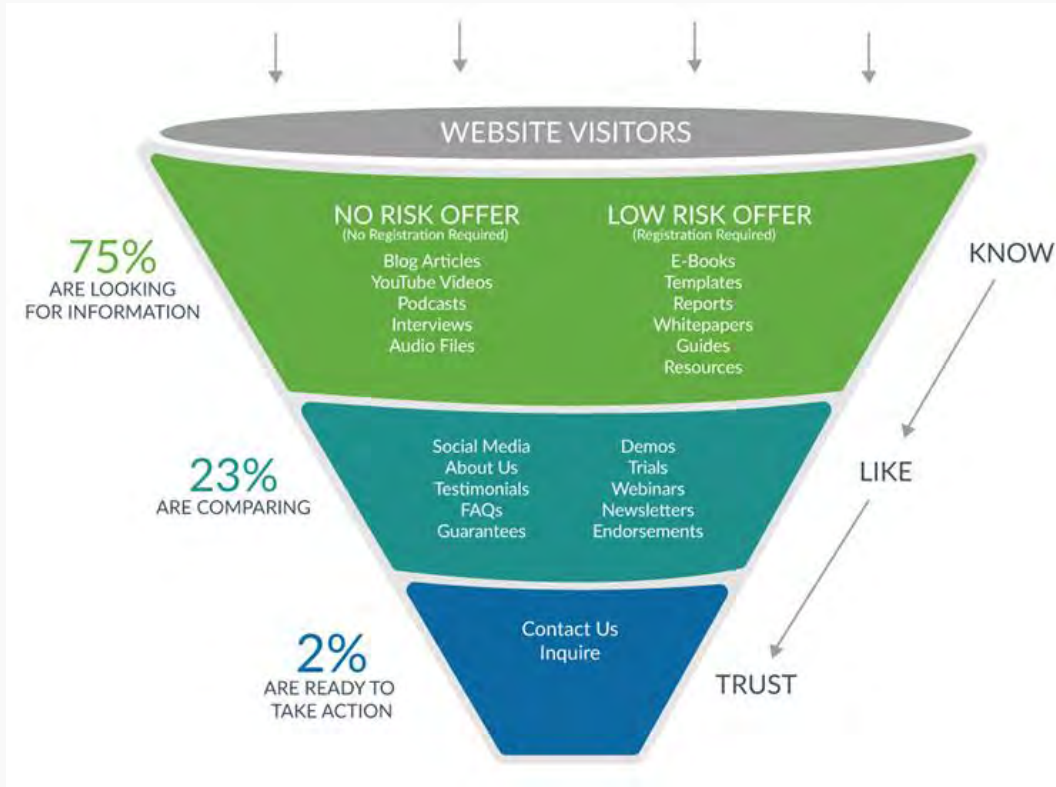 WEBSITE VISITORS
75%
ARE LOOKING
FOR INFORMATION
NO RISK OFFER
(No Registration Required)
Blog Articles
YouTube Videos
Podcasts
Interviews
Audio Files
LOW RISK OFFER
(Registration Required)
E-Books
Templates
Reports
Whitepapers
Guides
Resources
KNOW
23%
ARE COMPARING
Social Media
About Us
Testimonials
FAQs
Guarantees
Demos
Trials
Webinars
Newsletters
Endorsements
LIKE
2%
ARE READY TO
TAKE ACTION
Contact Us
Inquire
TRUST